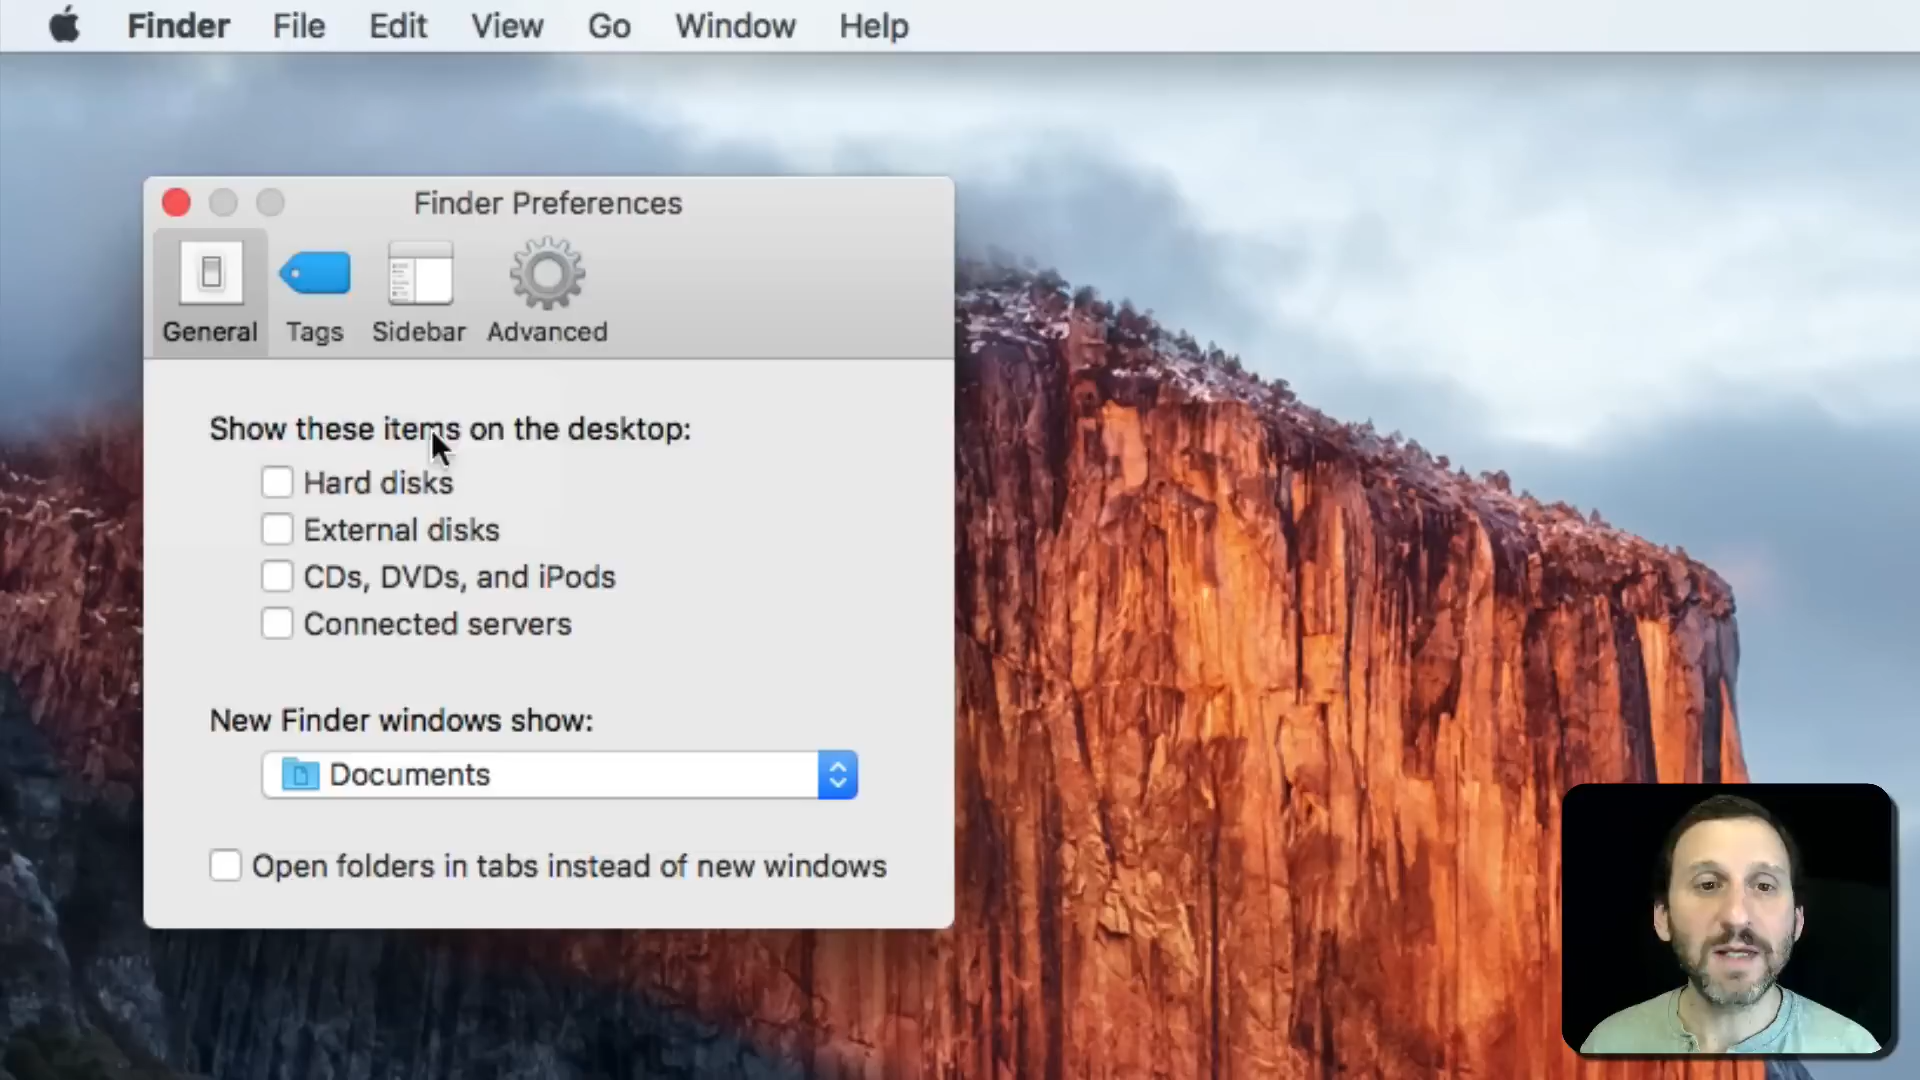 Finder File Edit View Go Window Help
Finder Preferences
General Tags Sidebar Advanced
Show these items on the desktop:
Hard disks
External disks
CDs, DVDs, and iPods
Connected servers
New Finder windows show:
Documents
Open folders in tabs instead of new windows